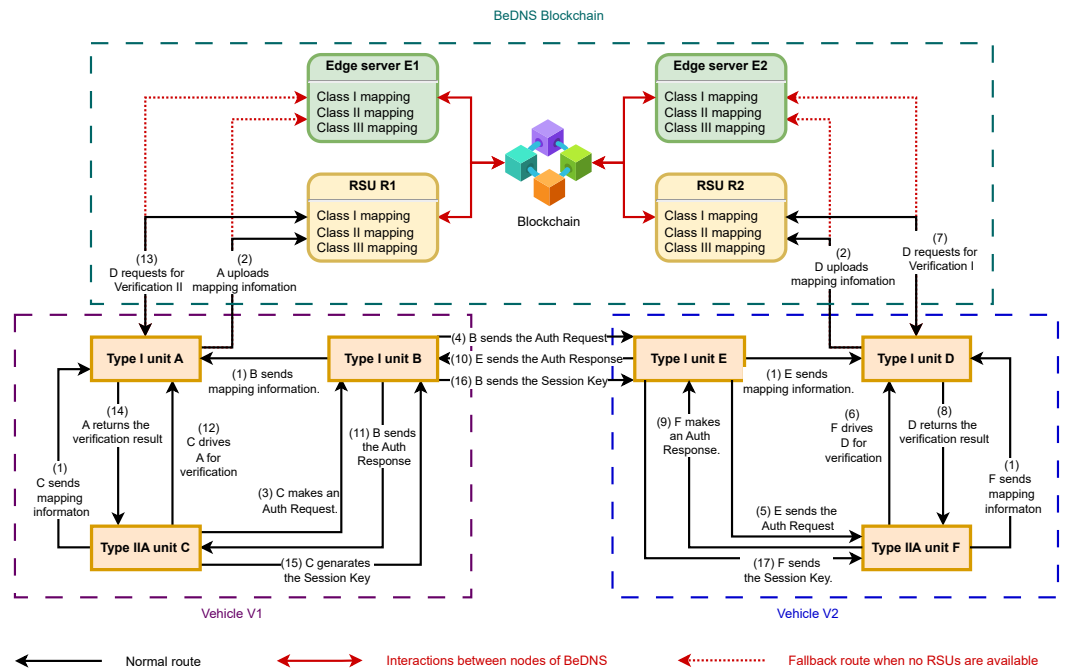 BeDNS Blockchain
Edge server E1
Class I mapping
Class II mapping
Class III mapping
Edge server E2
Class I mapping
Class II mapping
Class III mapping
RSU R1
Class I mapping
Class II mapping
Class III mapping
Blockchain
RSU R2
Class I mapping
Class II mapping
Class III mapping
(13)
D requests for
Verification II
(2)
A uploads
mapping infomation
(2)
D uploads
mapping infomation
(7)
D requests for
Verification I
Type I unit A
Type I unit B
(1) B sends
mapping information.
(4) B sends the Auth Request
(10) E sends the Auth Response
(16) B sends the Session Key
Type I unit E
Type I unit D
(1) E sends
mapping information.
(14)
A returns the
verification result
(12)
C drives
A for
verification
(11) B sends
the Auth
Response
(1)
C sends
mapping
informaton
(3) C makes an
Auth Request.
Type IIA unit C
(15) C genarates
the Session Key
(9) F makes
an Auth
Response.
(6)
F drives
D for
verification
(8)
D returns the
verification result
(1)
F sends
mapping
informaton
(5) E sends the
Auth Request
Type IIA unit F
(17) F sends
the Session Key.
Vehicle V1
Vehicle V2
Normal route
Interactions between nodes of BeDNS
Fallback route when no RSUs are available